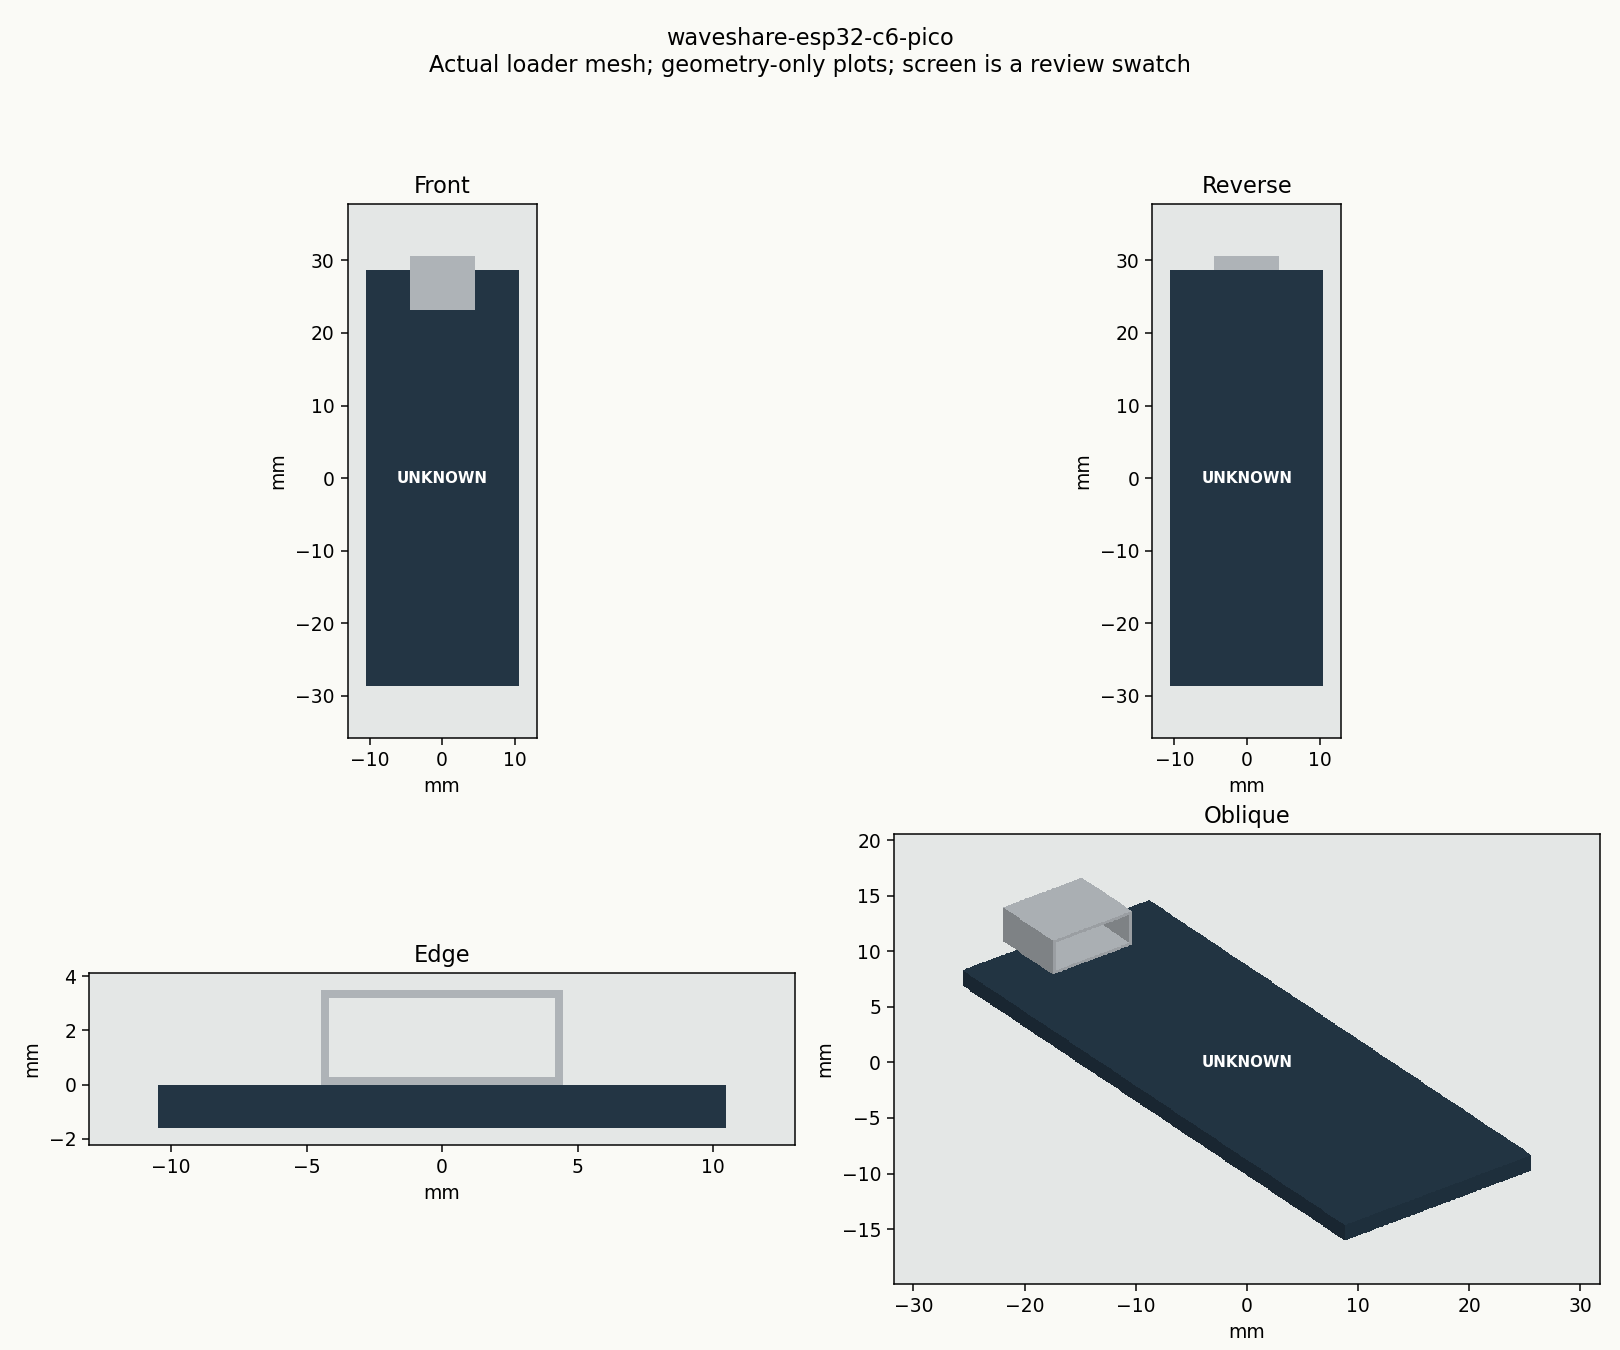 waveshare-esp32-c6-pico
Actual loader mesh; geometry-only plots; screen is a review swatch
Front
30
20
10
0
−10
−20
−30
mm
UNKNOWN
−10 0 10
mm
Reverse
30
20
10
0
−10
−20
−30
mm
UNKNOWN
−10 0 10
mm
Edge
4
2
0
−2
mm
−10 −5 0 5 10
mm
Oblique
20
15
10
5
0
−5
−10
−15
mm
UNKNOWN
−30 −20 −10 0 10 20 30
mm